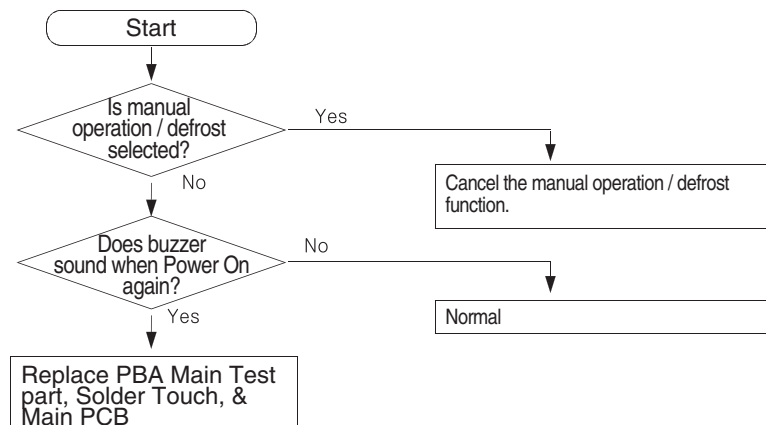 Start
Is manual
operation / defrost
selected?
Yes
Cancel the manual operation / defrost
function.
No
Does buzzer
sound when Power On
again?
No
Normal
Yes
Replace PBA Main Test
part, Solder Touch, &
Main PCB